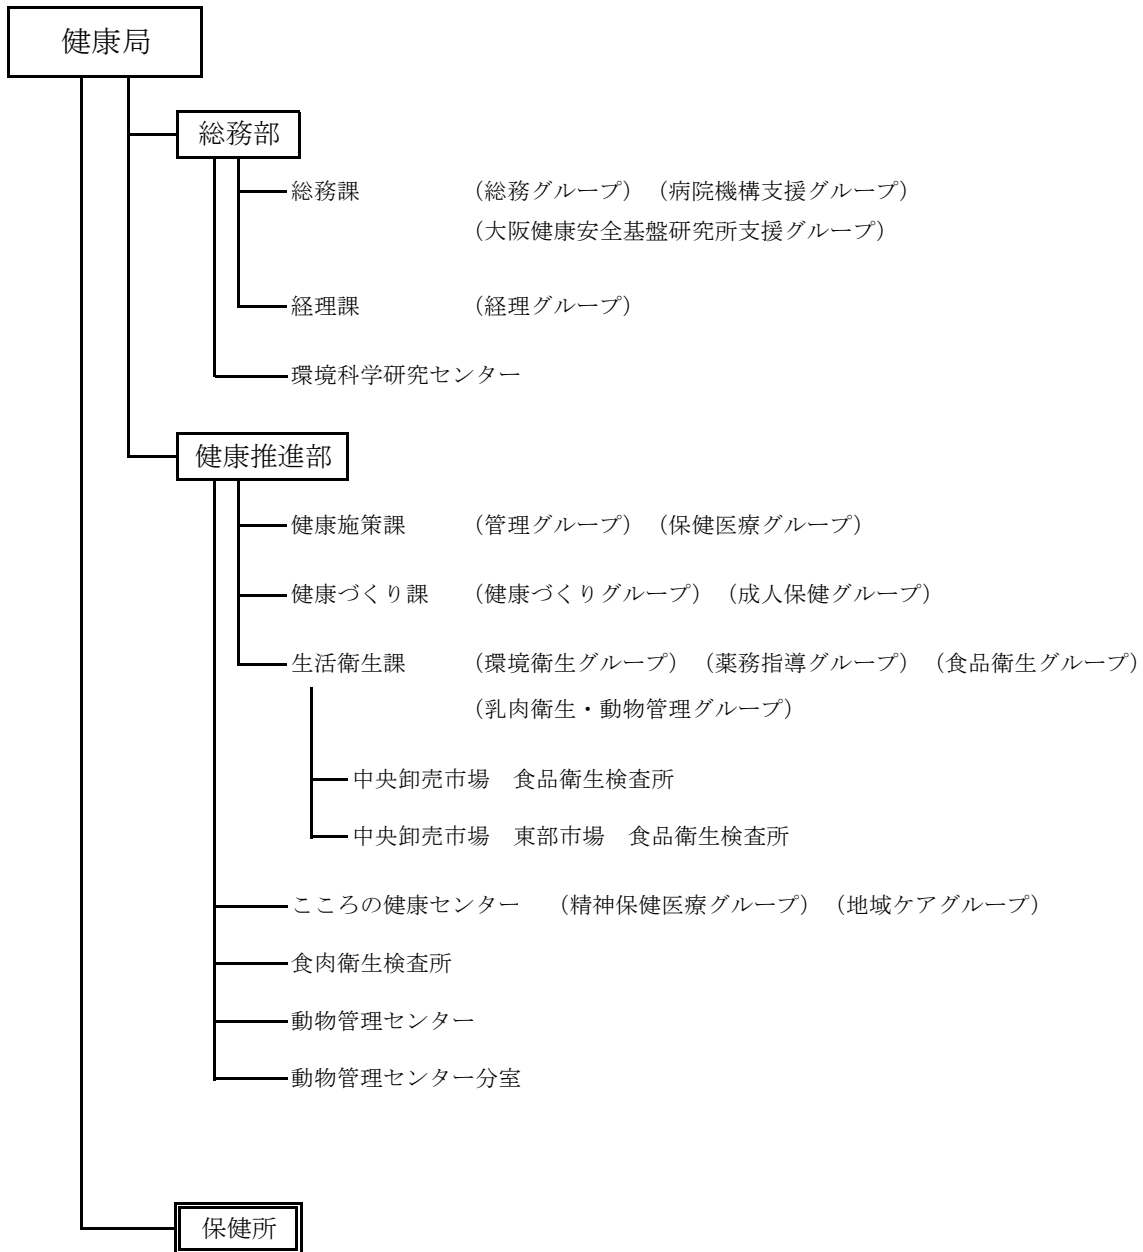 健康局
総務部
総務課　（総務グループ）（病院機構支援グループ）
（大阪健康安全基盤研究所支援グループ）
経理課　（経理グループ）
環境科学研究センター
健康推進部
健康施策課　（管理グループ）（保健医療グループ）
健康づくり課　（健康づくりグループ）（成人保健グループ）
生活衛生課　（環境衛生グループ）（薬務指導グループ）（食品衛生グループ）
（乳肉衛生・動物管理グループ）
中央卸売市場　食品衛生検査所
中央卸売市場　東部市場　食品衛生検査所
こころの健康センター　（精神保健医療グループ）（地域ケアグループ）
食肉衛生検査所
動物管理センター
動物管理センター分室
保健所